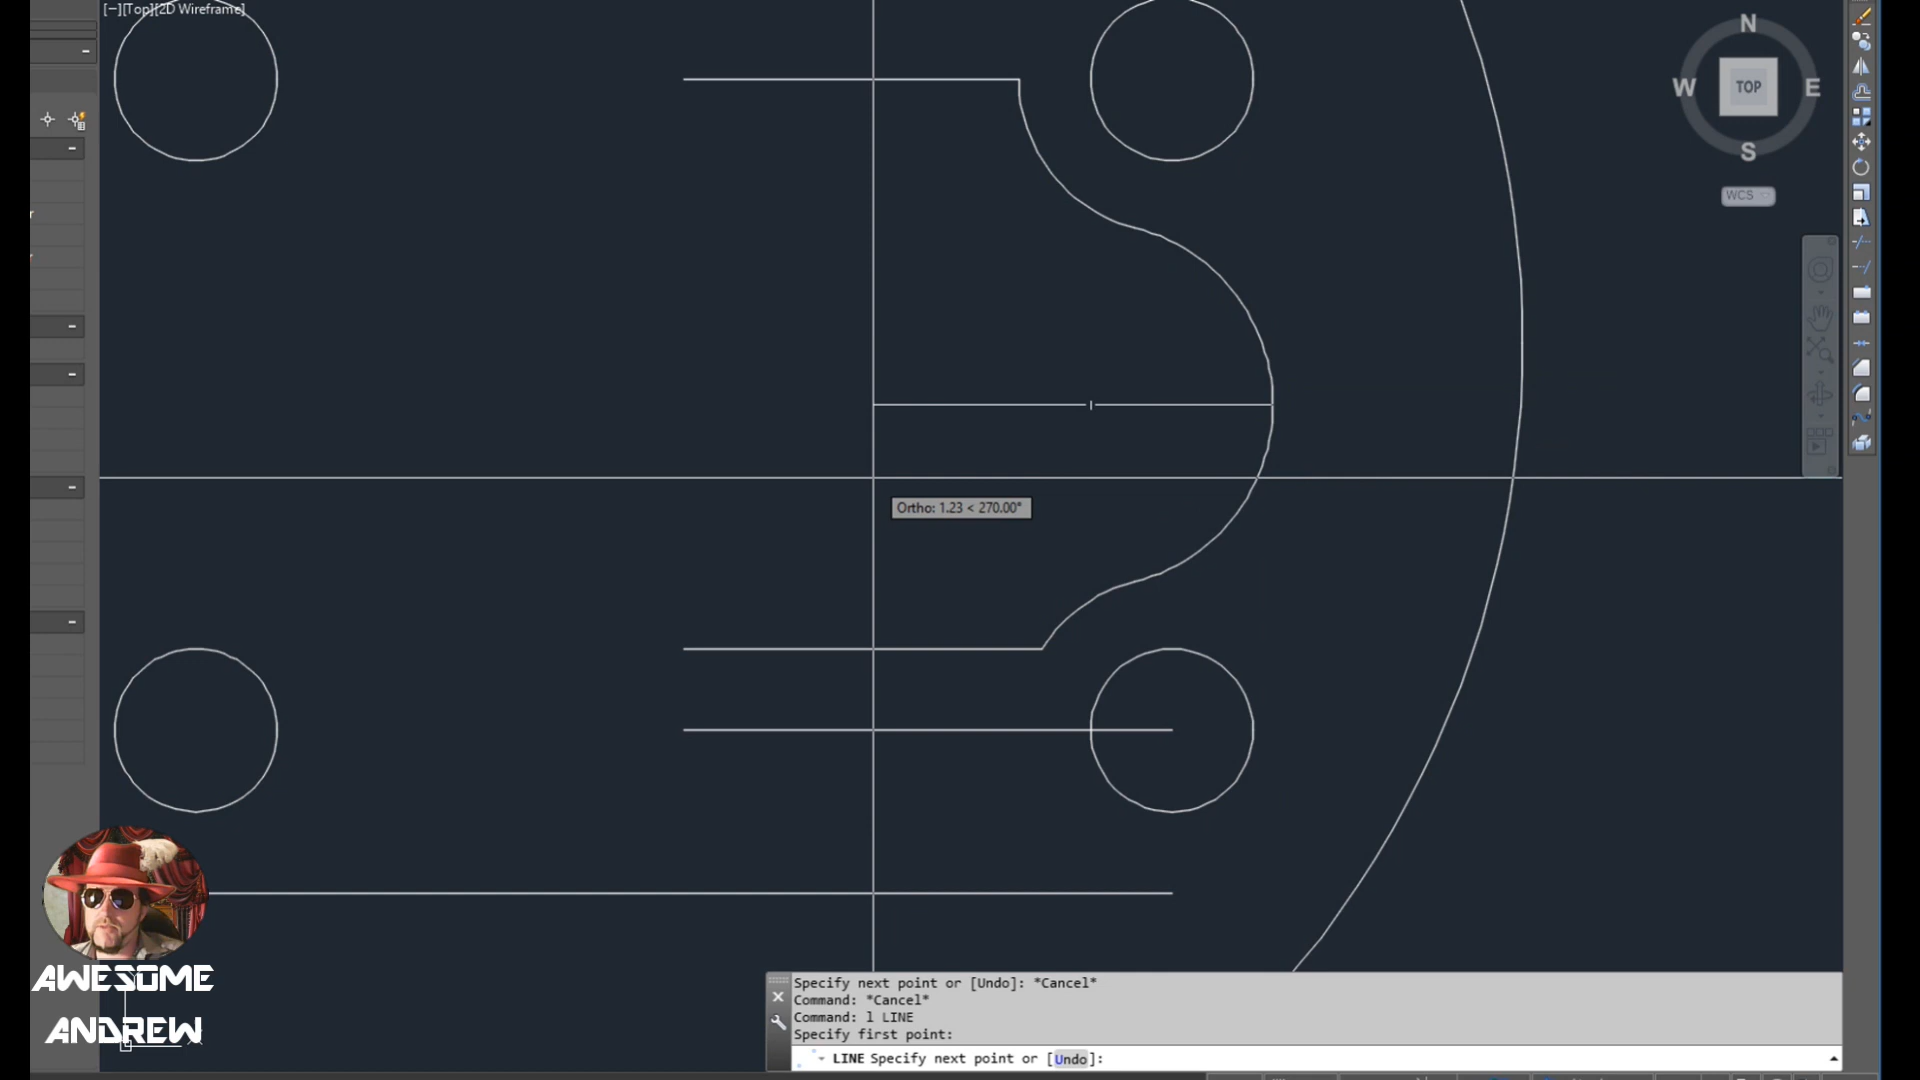 [−][Top][2D Wireframe]
N
W
TOP
E
S
WCS
Ortho: 1.23 < 270.00°
AWESOME
ANDREW
Specify next point or [Undo]: *Cancel*
Command: *Cancel*
Command: l LINE
Specify first point:
LINE Specify next point or [Undo]: